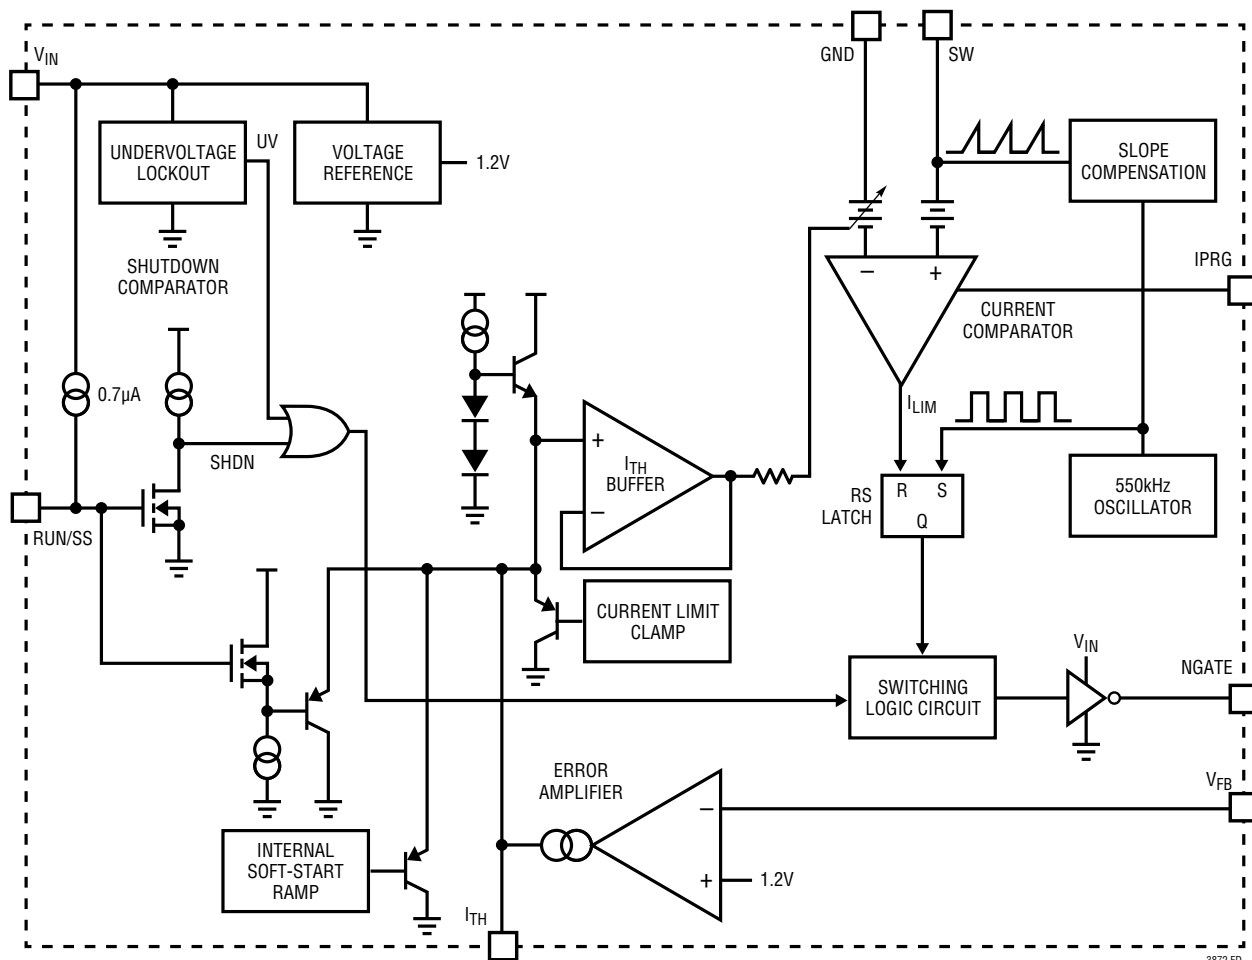 GND
SW
VIN
UNDERVOLTAGE
LOCKOUT
UV
VOLTAGE
REFERENCE
1.2V
SLOPE
COMPENSATION
SHUTDOWN
COMPARATOR
IPRG
– +
CURRENT
COMPARATOR
0.7µA
ILIM
SHDN
+
ITH
BUFFER
–
RS
LATCH
R S
Q
550kHz
OSCILLATOR
RUN/SS
CURRENT LIMIT
CLAMP
VIN
NGATE
SWITCHING
LOGIC CIRCUIT
ERROR
AMPLIFIER
VFB
–
INTERNAL
SOFT-START
RAMP
+
1.2V
ITH
3872 FD